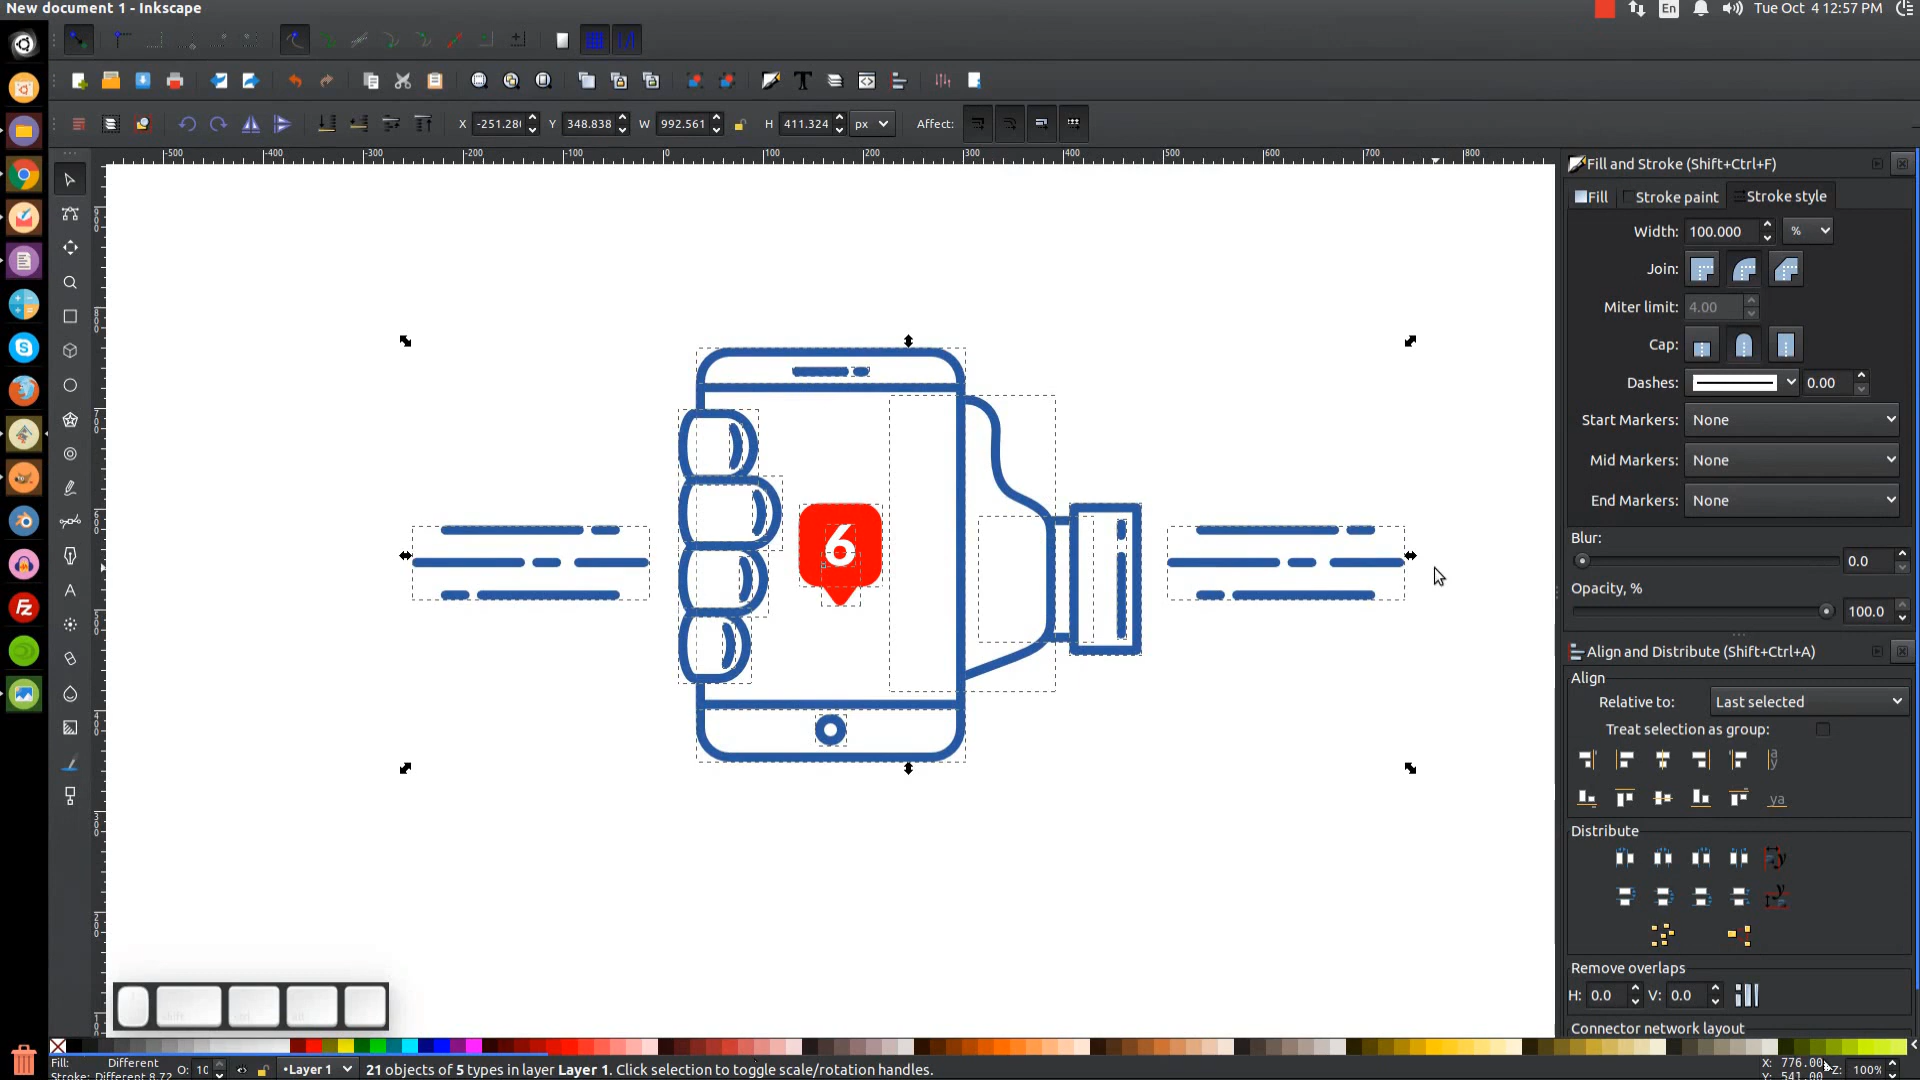 New document 1 - Inkscape
En
Tue Oct 4 12:57 PM
X -251.28
Y 348.838
W 992.561
H 411.324
px
Affect:
-500 -400 -300 -200 -100 0 100 200 300 400 500 600 700 800
Fill and Stroke (Shift+Ctrl+F)
Fill
Stroke paint
Stroke style
Width: 100.000 %
Join:
Miter limit: 4.00
Cap:
Dashes: 0.00
Start Markers: None
Mid Markers: None
End Markers: None
Blur:
0.0
Opacity, %
100.0
6
Align and Distribute (Shift+Ctrl+A)
Align
Relative to: Last selected
Treat selection as group:
Distribute
Remove overlaps
H: 0.0 V: 0.0
Connector network layout
Fill: Different
Stroke: Different 8.72
O: 10
•Layer 1
21 objects of 5 types in layer Layer 1. Click selection to toggle scale/rotation handles.
X: 776.00
Y: 541.00
Z: 100%